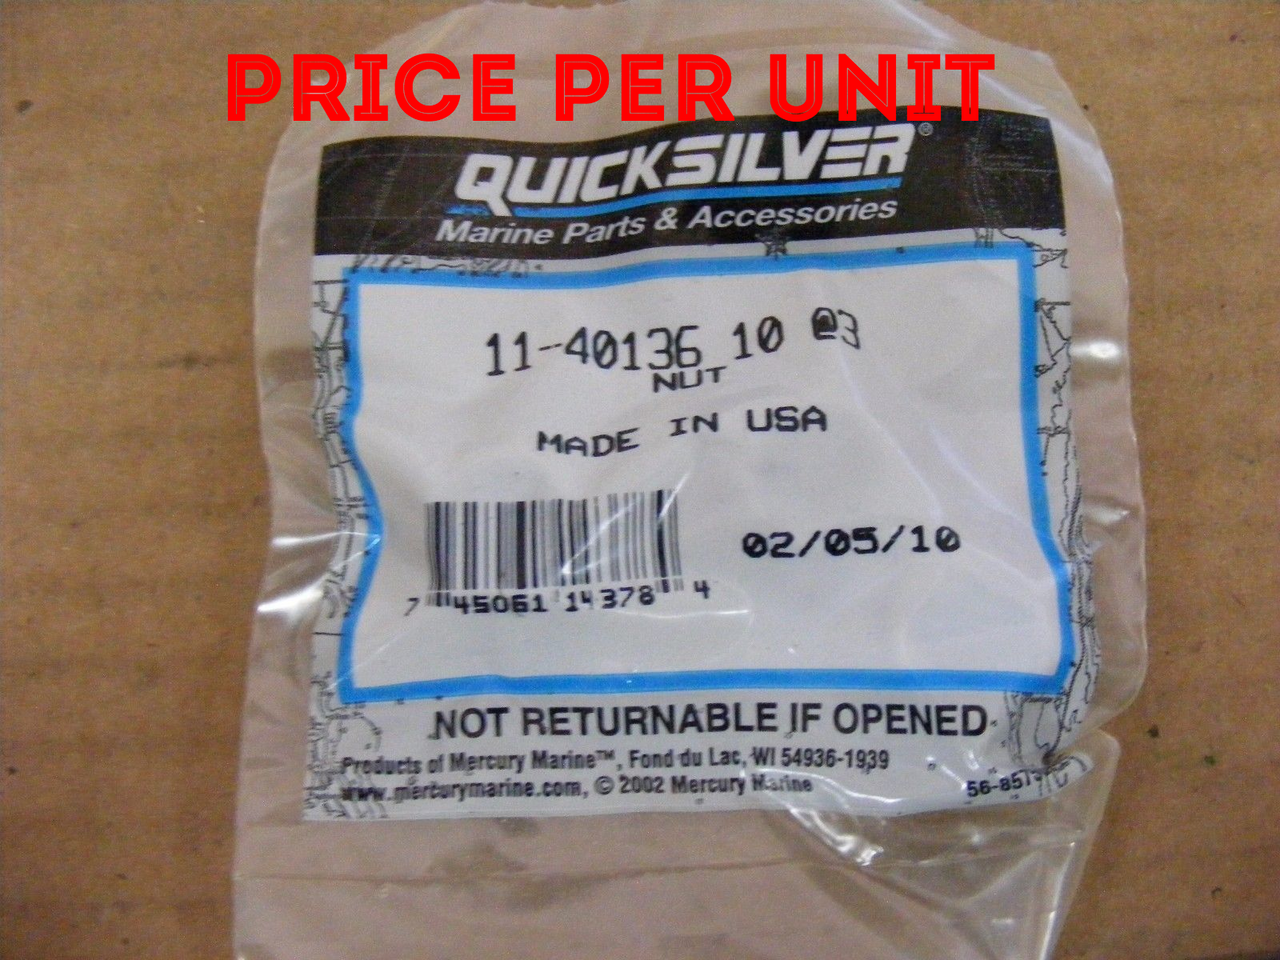 PRICE PER UNIT
QUICKSILVER®
Marine Parts & Accessories
11-40136 10 @3
NUT
MADE IN USA
02/05/10
7 45061 14378 4
NOT RETURNABLE IF OPENED
Products of Mercury Marine™, Fond du Lac, WI 54936-1939
www.mercurymarine.com, © 2002 Mercury Marine